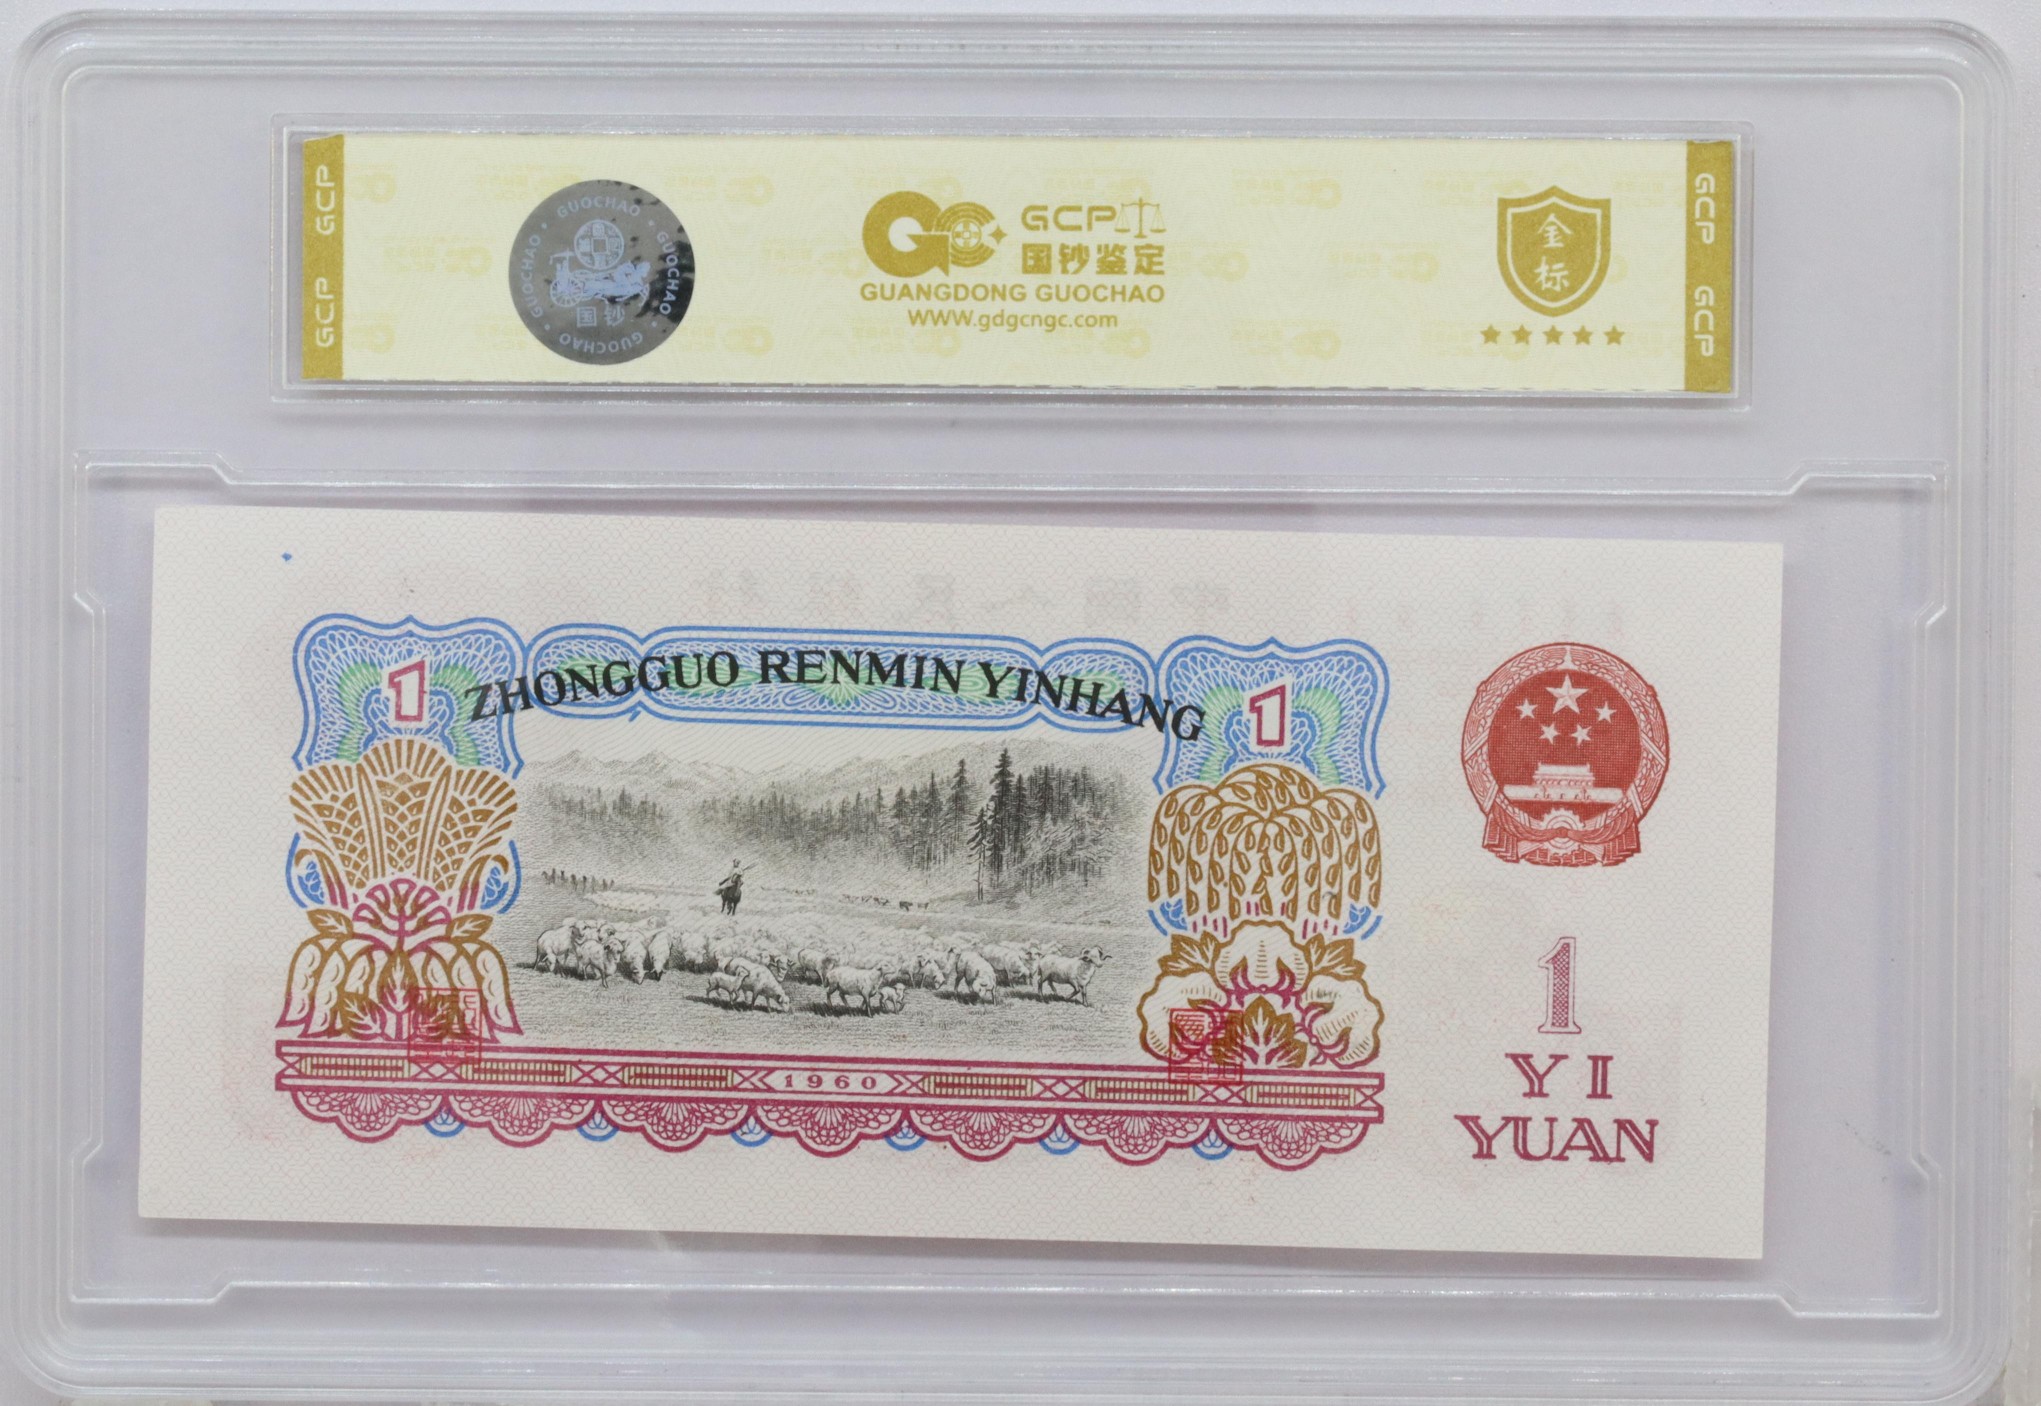 GCP GCP
GUOCHAO · GUOCHAO · GUOCHAO · GUOCHAO
国钞
GCP
国钞鉴定
GUANGDONG GUOCHAO
WWW.gdgcngc.com
金标
GCP GCP
1 ZHONGGUO RENMIN YINHANG 1
1960
1
YI
YUAN